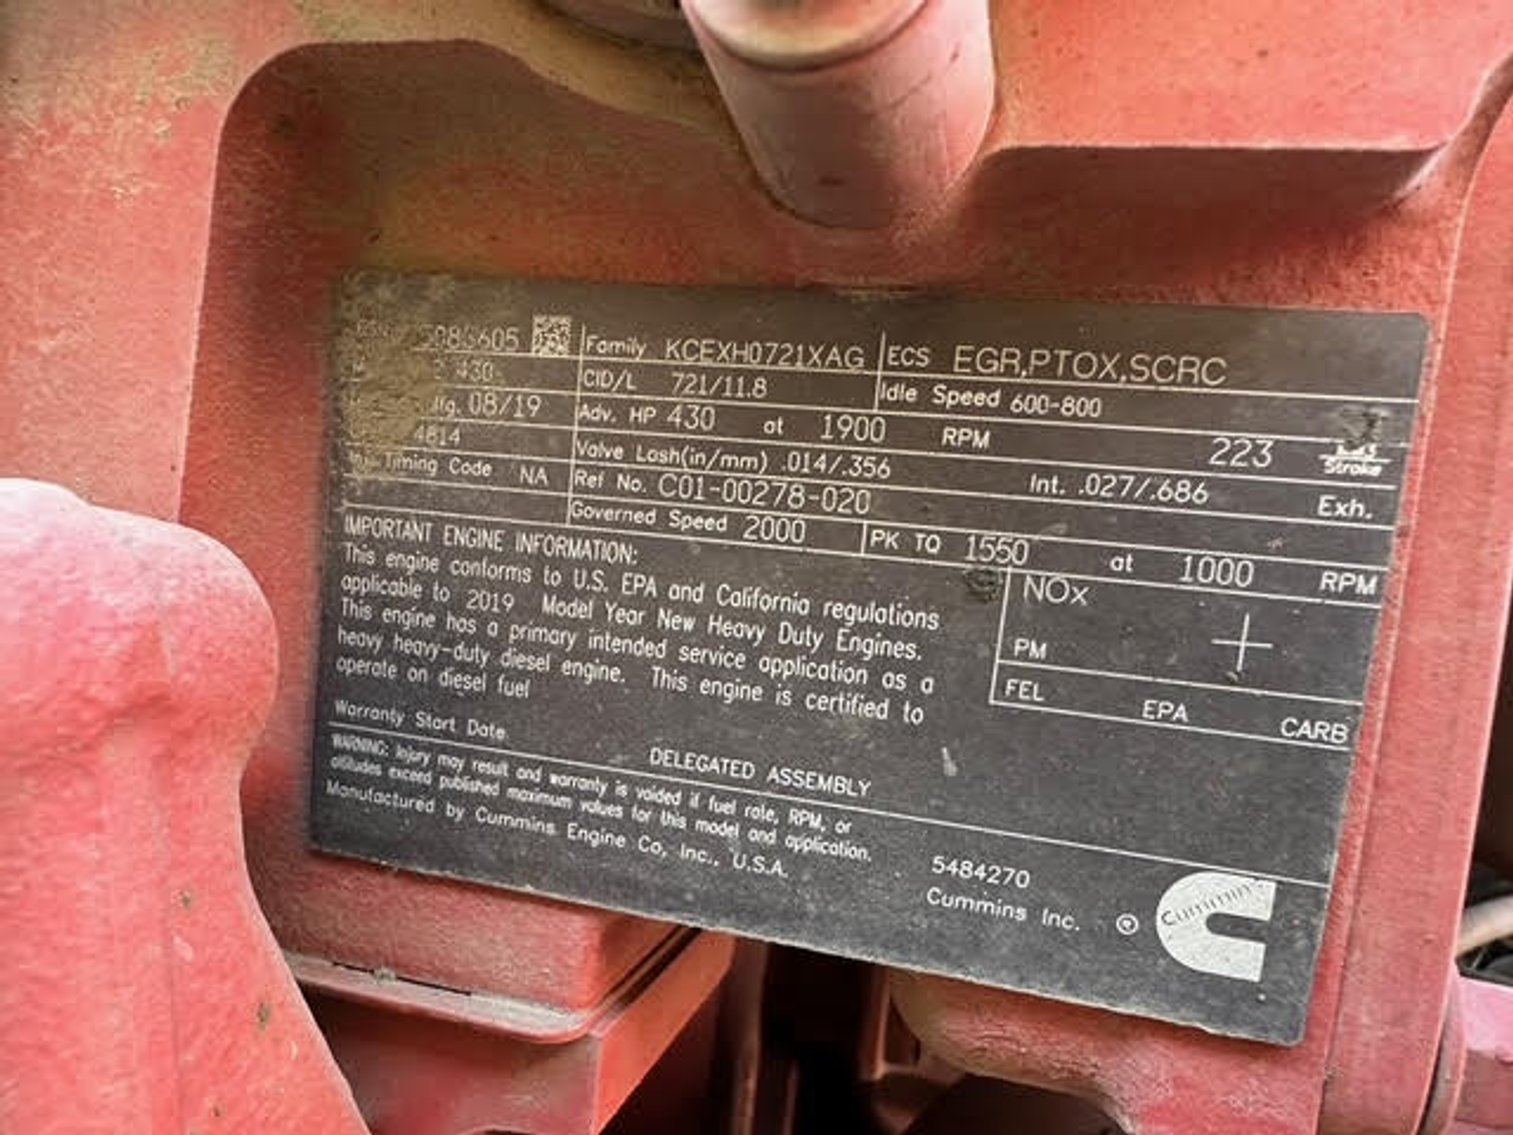 605 Family KCEXH0721XAG ECS EGR,PTOX,SCRC
430 CID/L 721/11.8 Idle Speed 600-800
08/19 Adv. HP 430 at 1900 RPM 223 Stroke
4814 Valve Lash(in/mm) .014/.356 Int. .027/.686 Exh.
Timing Code NA Ref No. C01-00278-020
Governed Speed 2000 PK TQ 1550 at 1000 RPM
IMPORTANT ENGINE INFORMATION:
This engine conforms to U.S. EPA and California regulations
applicable to 2019 Model Year New Heavy Duty Engines.
This engine has a primary intended service application as a
heavy heavy-duty diesel engine. This engine is certified to
operate on diesel fuel
NOx
PM
FEL EPA CARB
Warranty Start Date
DELEGATED ASSEMBLY
WARNING: Injury may result and warranty is voided if fuel rate, RPM, or
altitudes exceed published maximum values for this model and application.
Manufactured by Cummins Engine Co, Inc., U.S.A.
5484270
Cummins Inc. ®
Cummins